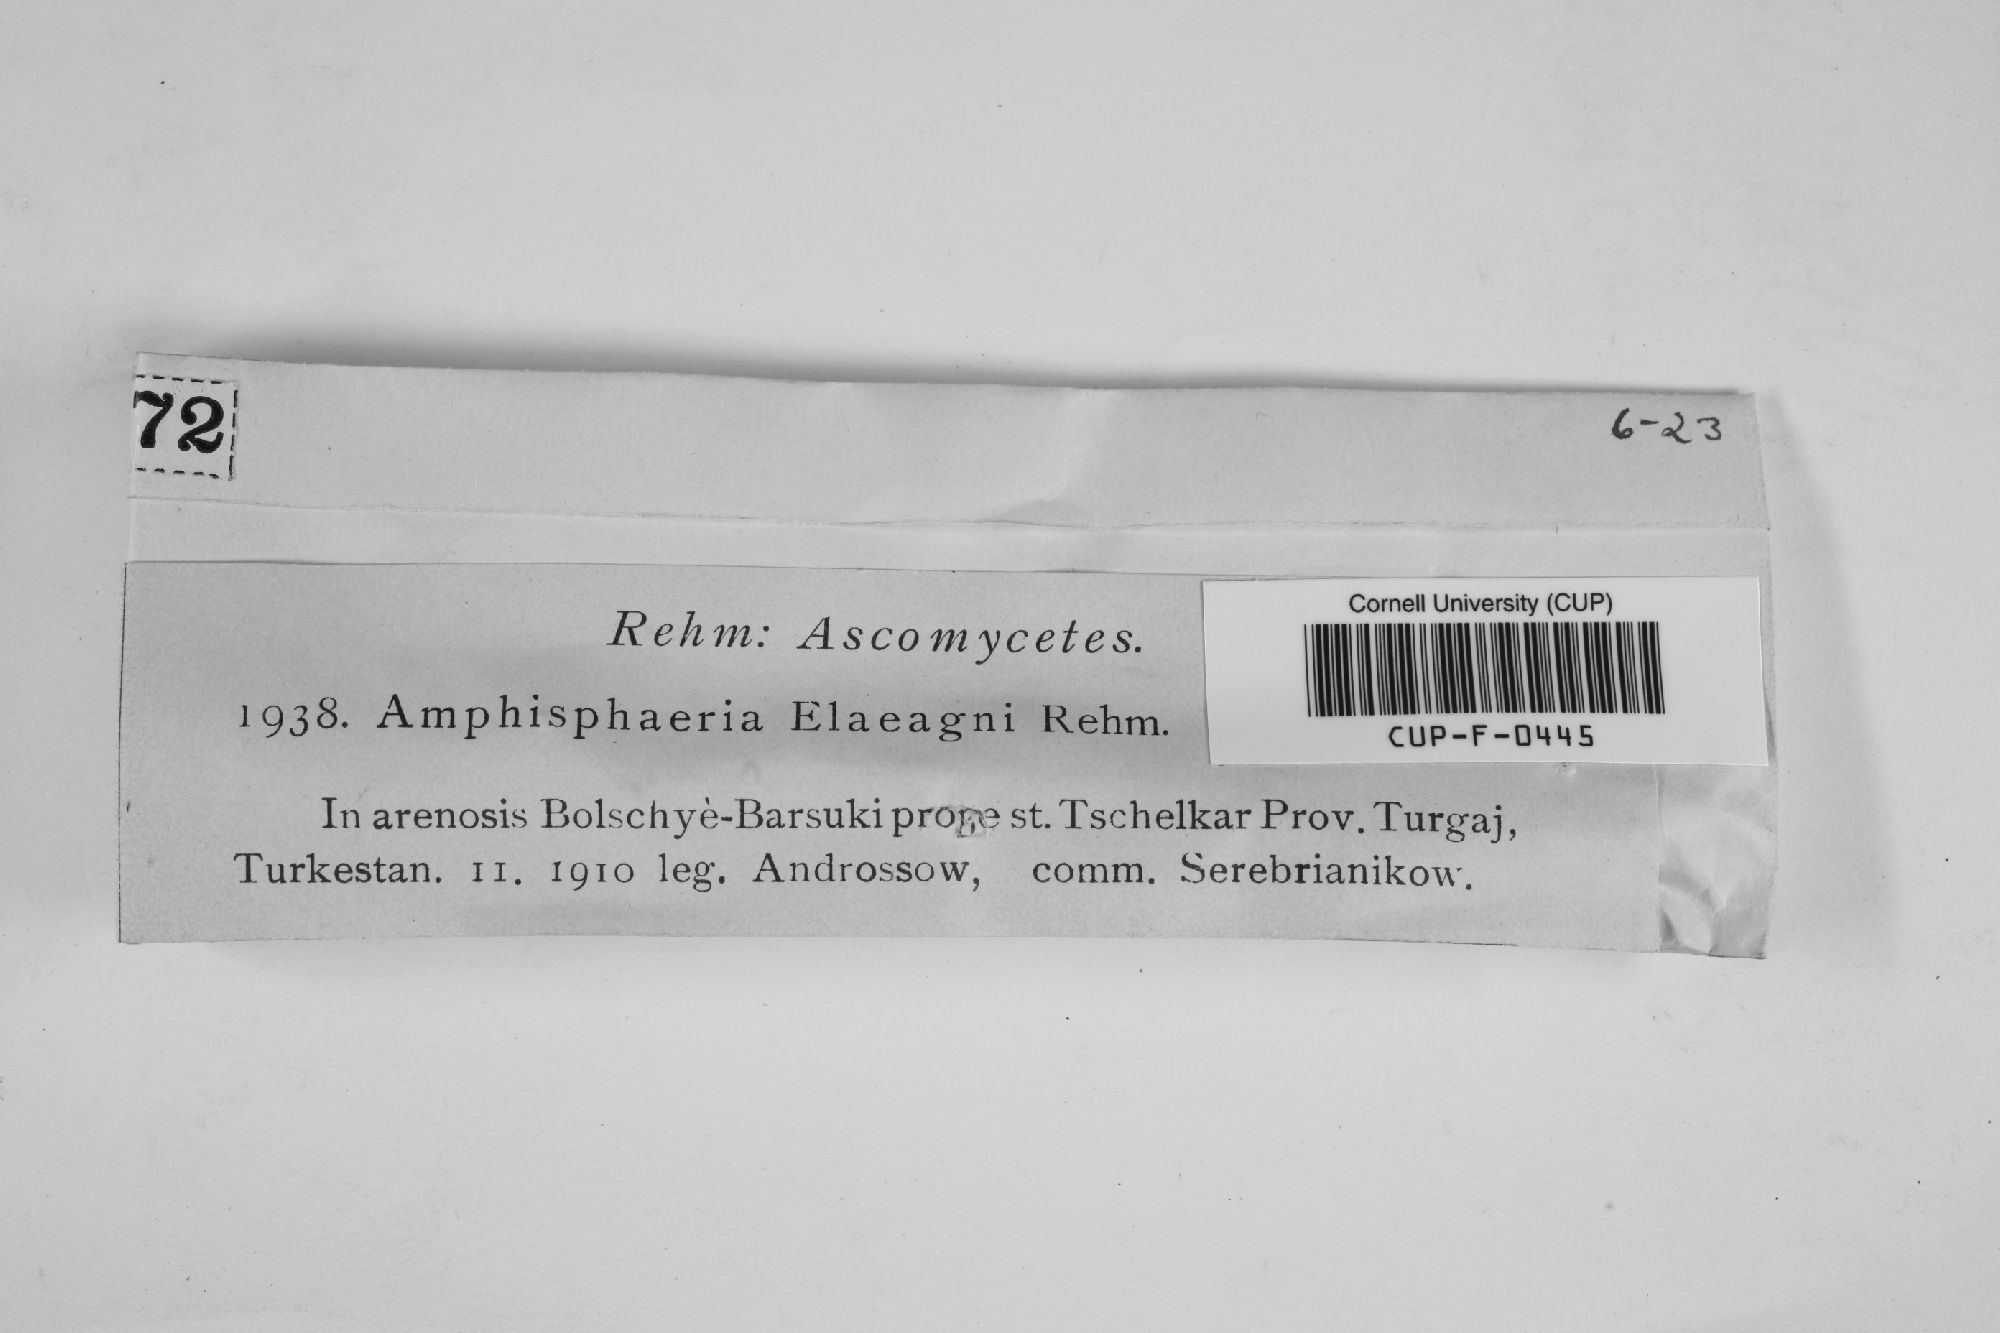 72
6-23
Rehm: Ascomycetes.
Cornell University (CUP)
CUP-F-0445
1938. Amphisphaeria Elaeagni Rehm.
In arenosis Bolschyè-Barsuki prope st. Tschelkar Prov. Turgaj,
Turkestan. 11. 1910 leg. Androssow, comm. Serebrianikow.